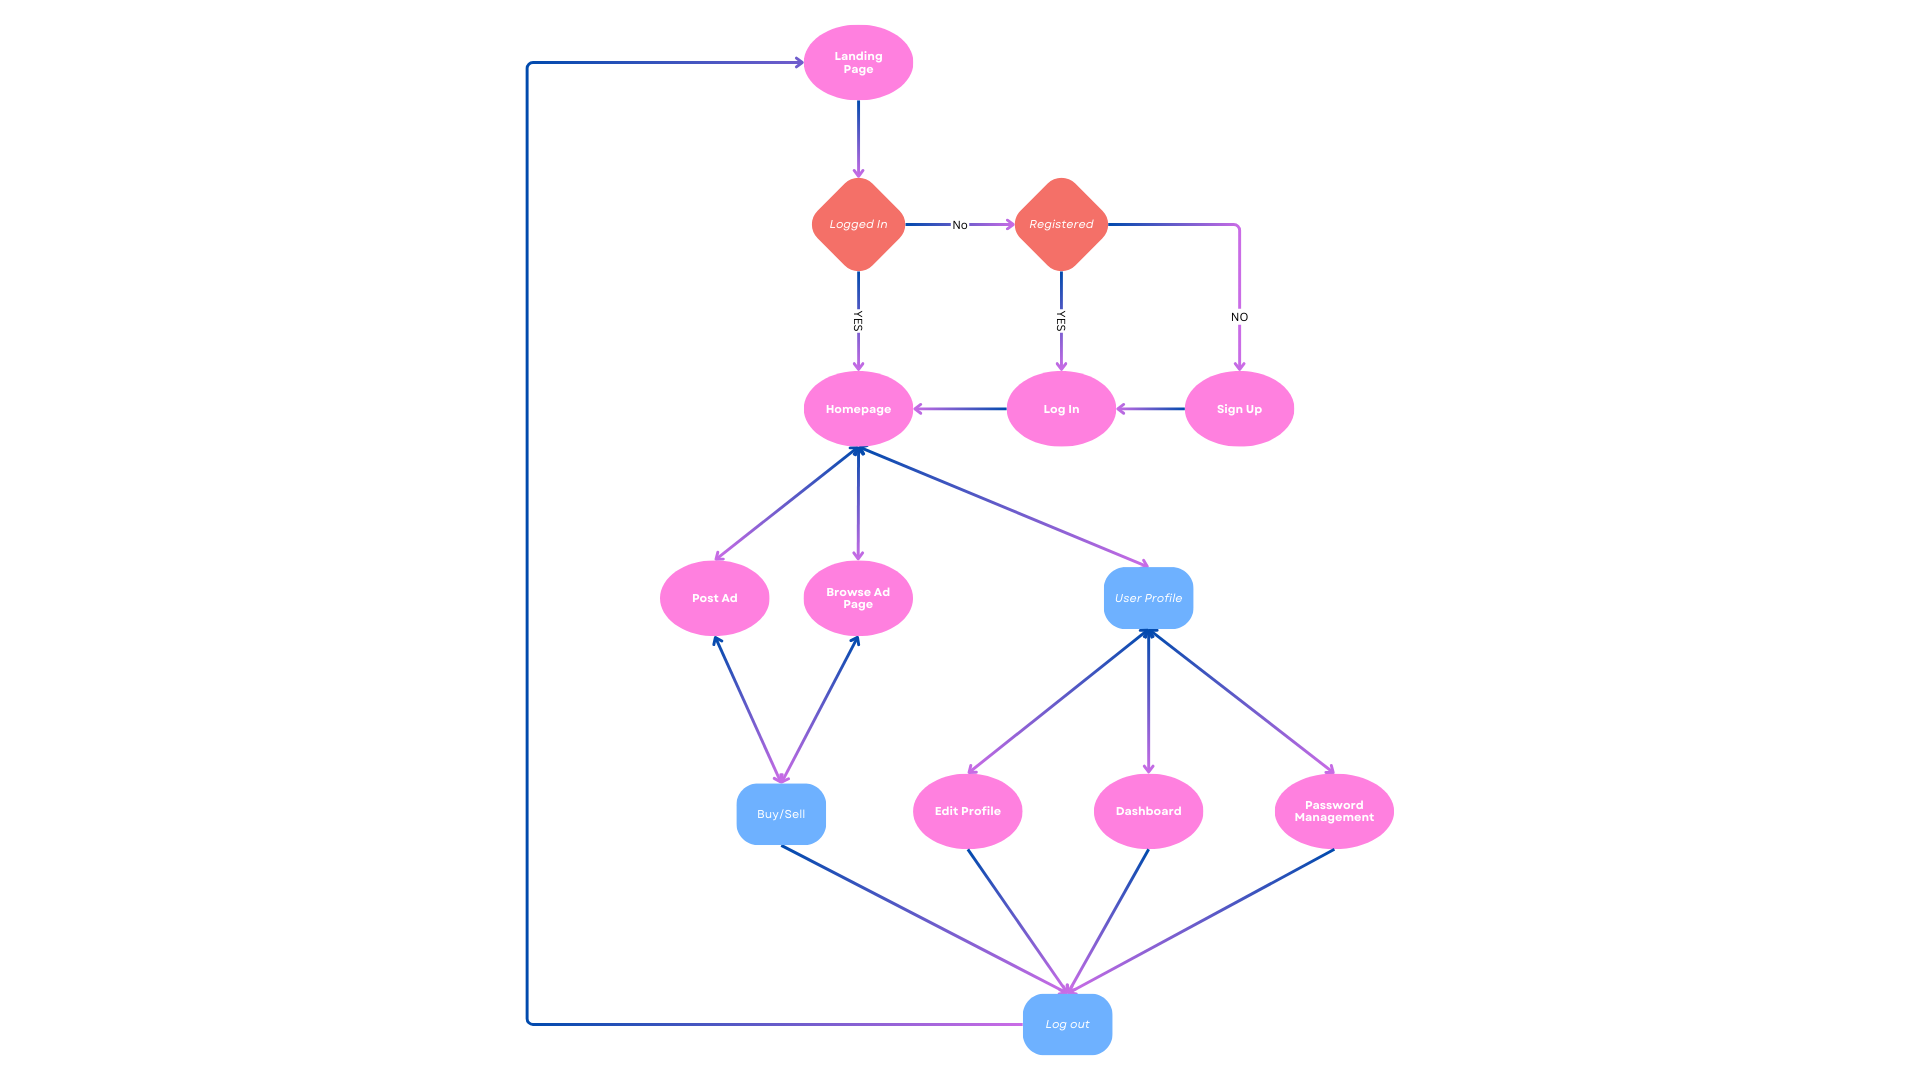 Landing
Page
Logged In
No
Registered
YES
YES
NO
Homepage
Log In
Sign Up
Post Ad
Browse Ad
Page
User Profile
Buy/Sell
Edit Profile
Dashboard
Password
Management
Log out